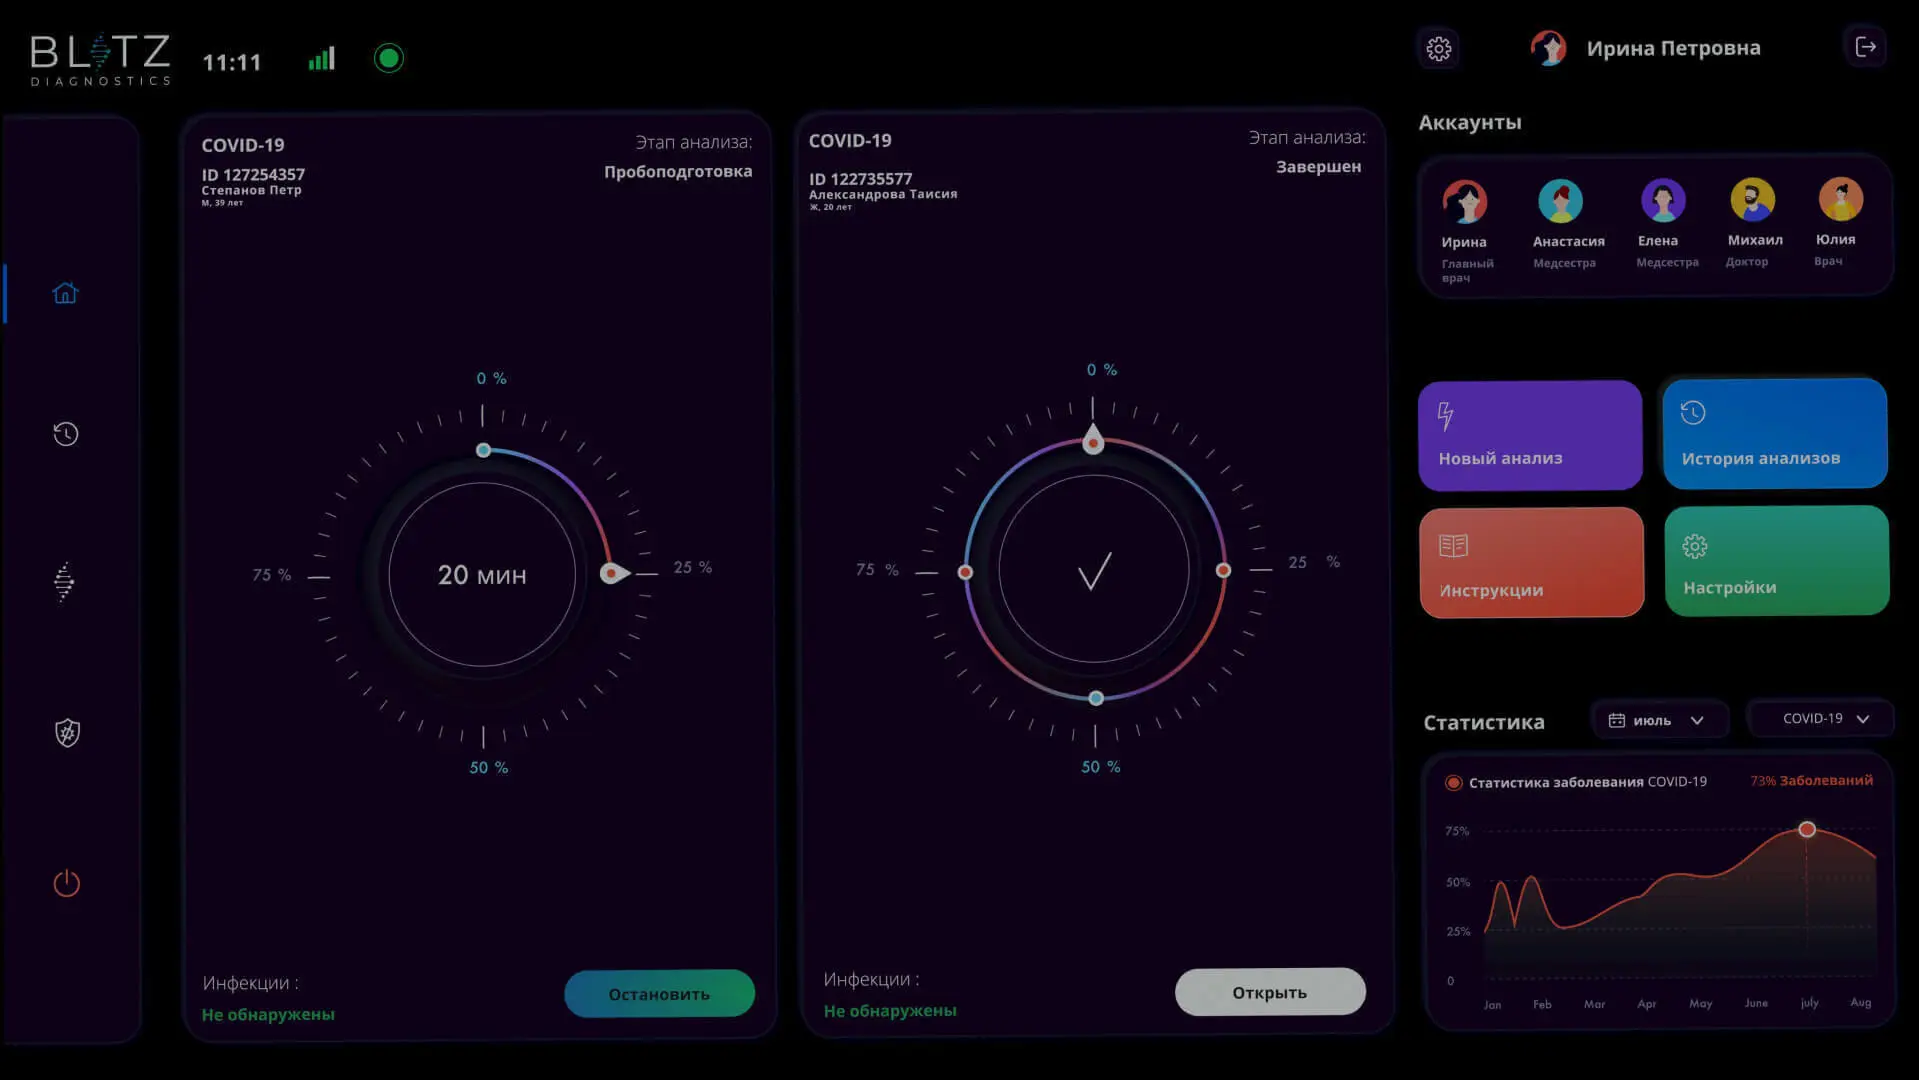 BLITZ
DIAGNOSTICS
11:11
Ирина Петровна
COVID-19
ID 127254357
Степанов Петр
М, 39 лет
Этап анализа:
Пробоподготовка
0 %
25 %
50 %
75 %
20 мин
Инфекции :
Не обнаружены
Остановить
COVID-19
ID 122735577
Александрова Таисия
Ж, 20 лет
Этап анализа:
Завершен
0 %
25 %
50 %
75 %
Инфекции :
Не обнаружены
Открыть
Аккаунты
Ирина
Главный
врач
Анастасия
Медсестра
Елена
Медсестра
Михаил
Доктор
Юлия
Врач
Новый анализ
История анализов
Инструкции
Настройки
Статистика
июль
COVID-19
Статистика заболевания COVID-19
73% Заболеваний
75%
50%
25%
0
Jan Feb Mar Apr May June july Aug